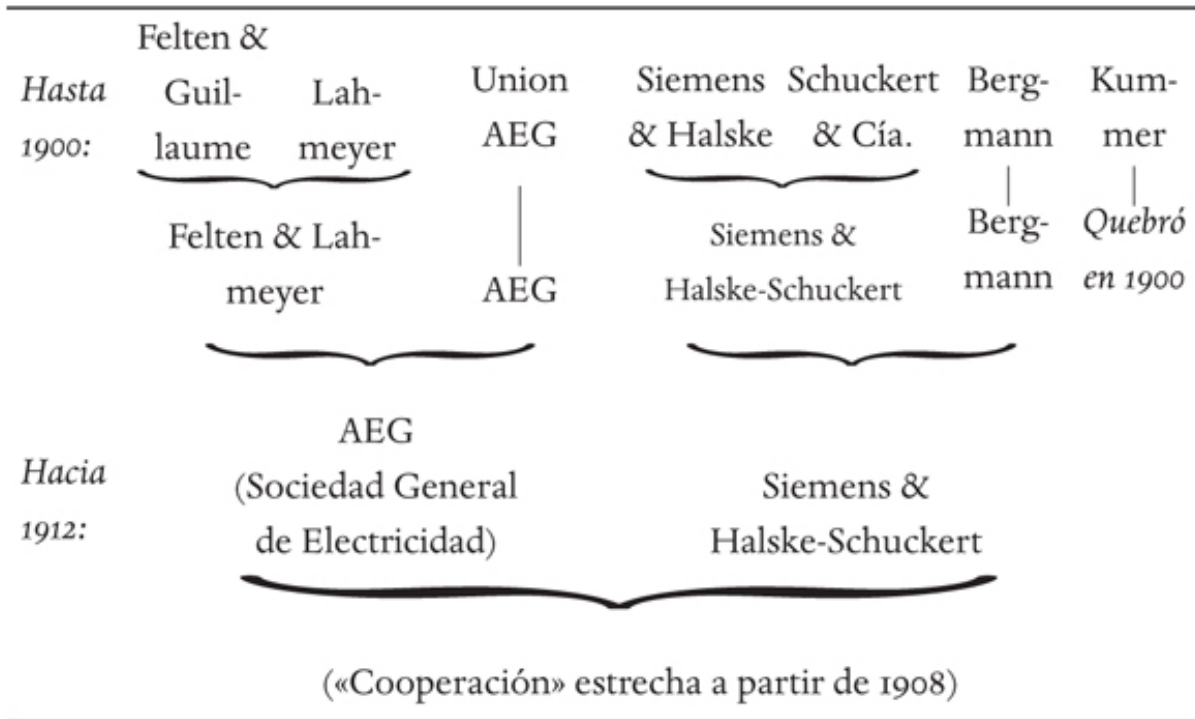 Felten &
Hasta Guil- Lah- Union Siemens Schuckert Berg- Kum-
1900: laume meyer AEG & Halske & Cía. mann mer
Felten & Lah- Siemens & Berg- Quebró
meyer AEG Halske-Schuckert mann en 1900
AEG
Hacia (Sociedad General Siemens &
1912: de Electricidad) Halske-Schuckert
(«Cooperación» estrecha a partir de 1908)